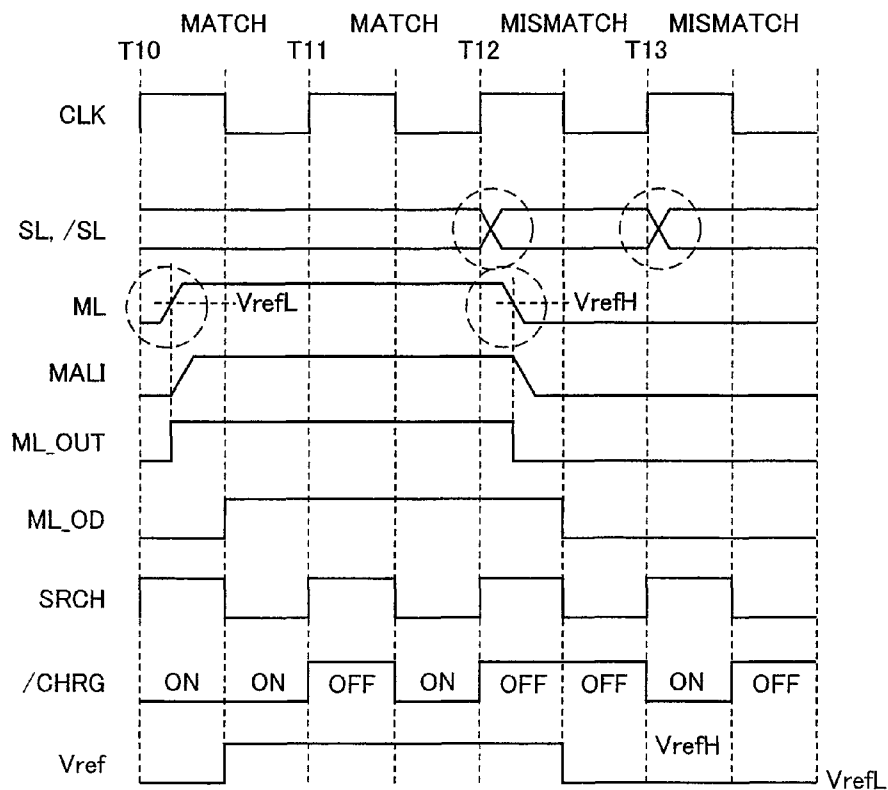 MATCH MATCH MISMATCH MISMATCH
T10 T11 T12 T13
CLK
SL, /SL
ML VrefL VrefH
MALI
ML_OUT
ML_OD
SRCH
/CHRG ON ON OFF ON OFF OFF ON OFF
Vref VrefH
VrefL